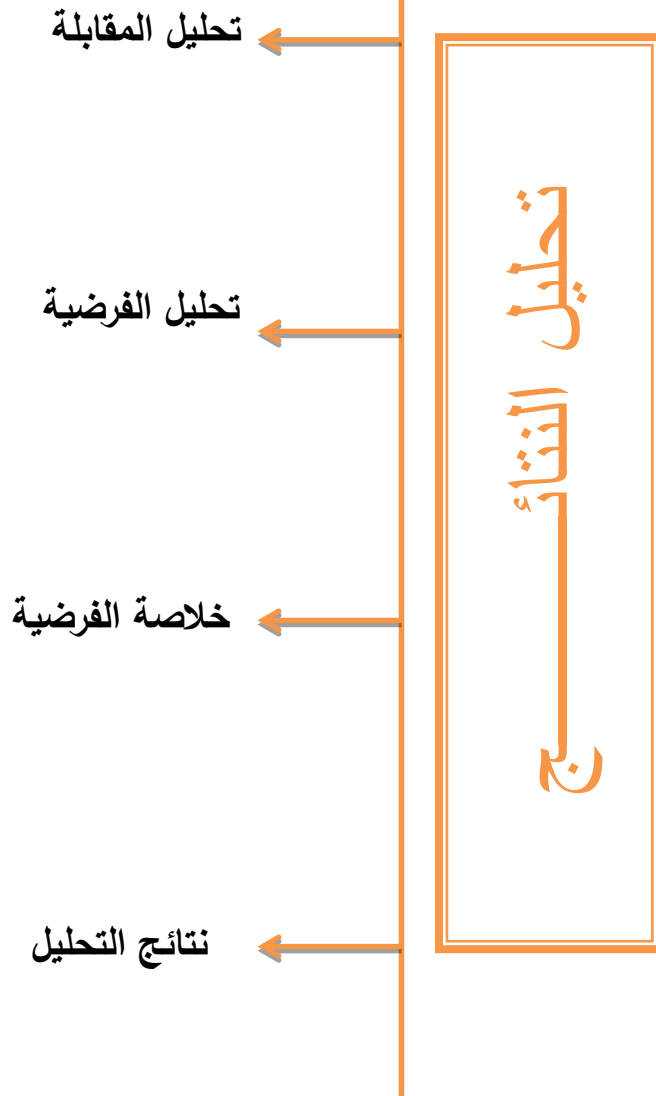 تحليل النتائج
تحليل المقابلة
تحليل الفرضية
خلاصة الفرضية
نتائج التحليل